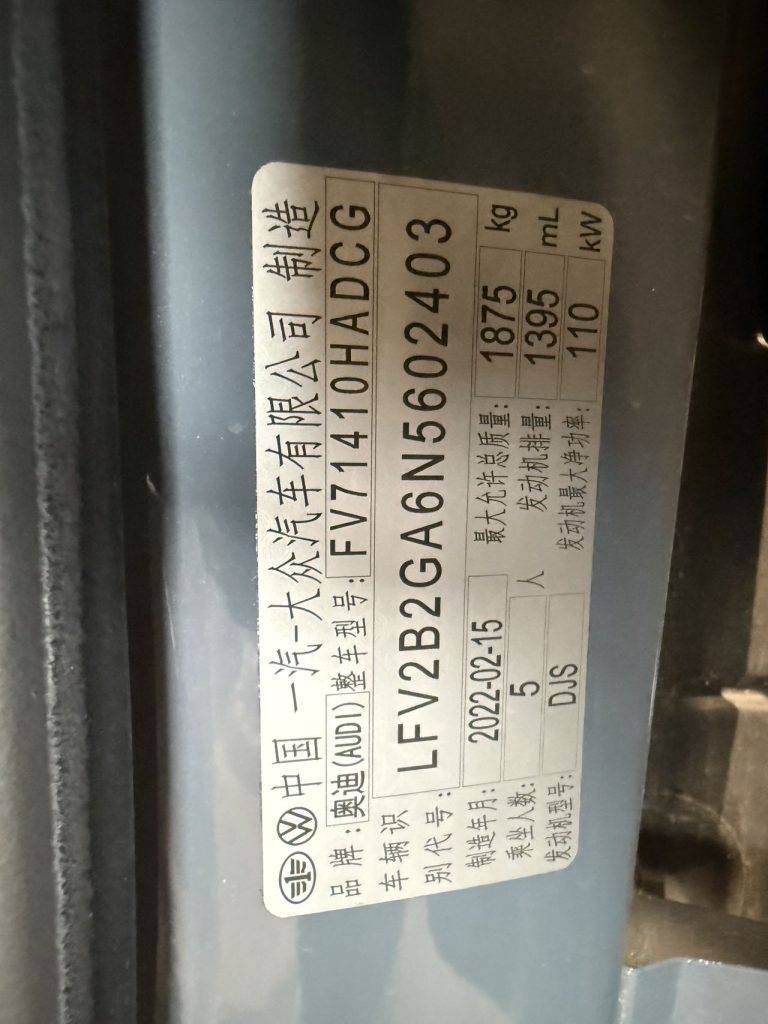 中国 一汽-大众汽车有限公司 制造
品牌:奥迪(AUDI) 整车型号:FV71410HADCG
车辆识别代号:LFV2B2GA6N5602403
制造年月:2022-02-15 最大允许总质量:1875 kg
乘坐人数:5 人 发动机排量:1395 mL
发动机型号:DJS 发动机最大净功率:110 kW